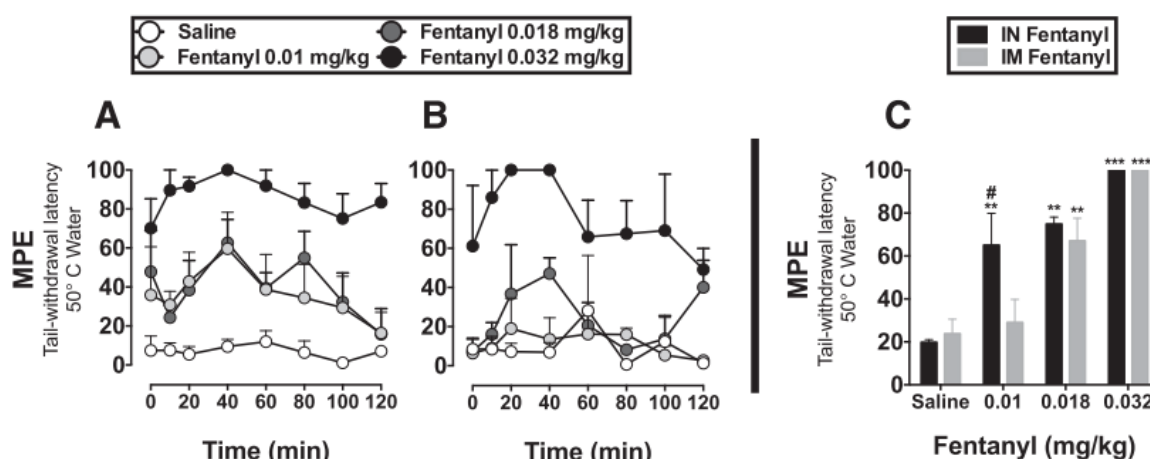 Saline
Fentanyl 0.018 mg/kg
Fentanyl 0.01 mg/kg
Fentanyl 0.032 mg/kg
IN Fentanyl
IM Fentanyl
A
MPE
Tail-withdrawal latency
50° C Water
100
80
60
40
20
0
0
20
40
60
80
100
120
Time (min)
B
100
80
60
40
20
0
0
20
40
60
80
100
120
Time (min)
C
MPE
Tail-withdrawal latency
50° C Water
100
80
60
40
20
0
#
**
**
**
***
***
Saline
0.01
0.018
0.032
Fentanyl (mg/kg)